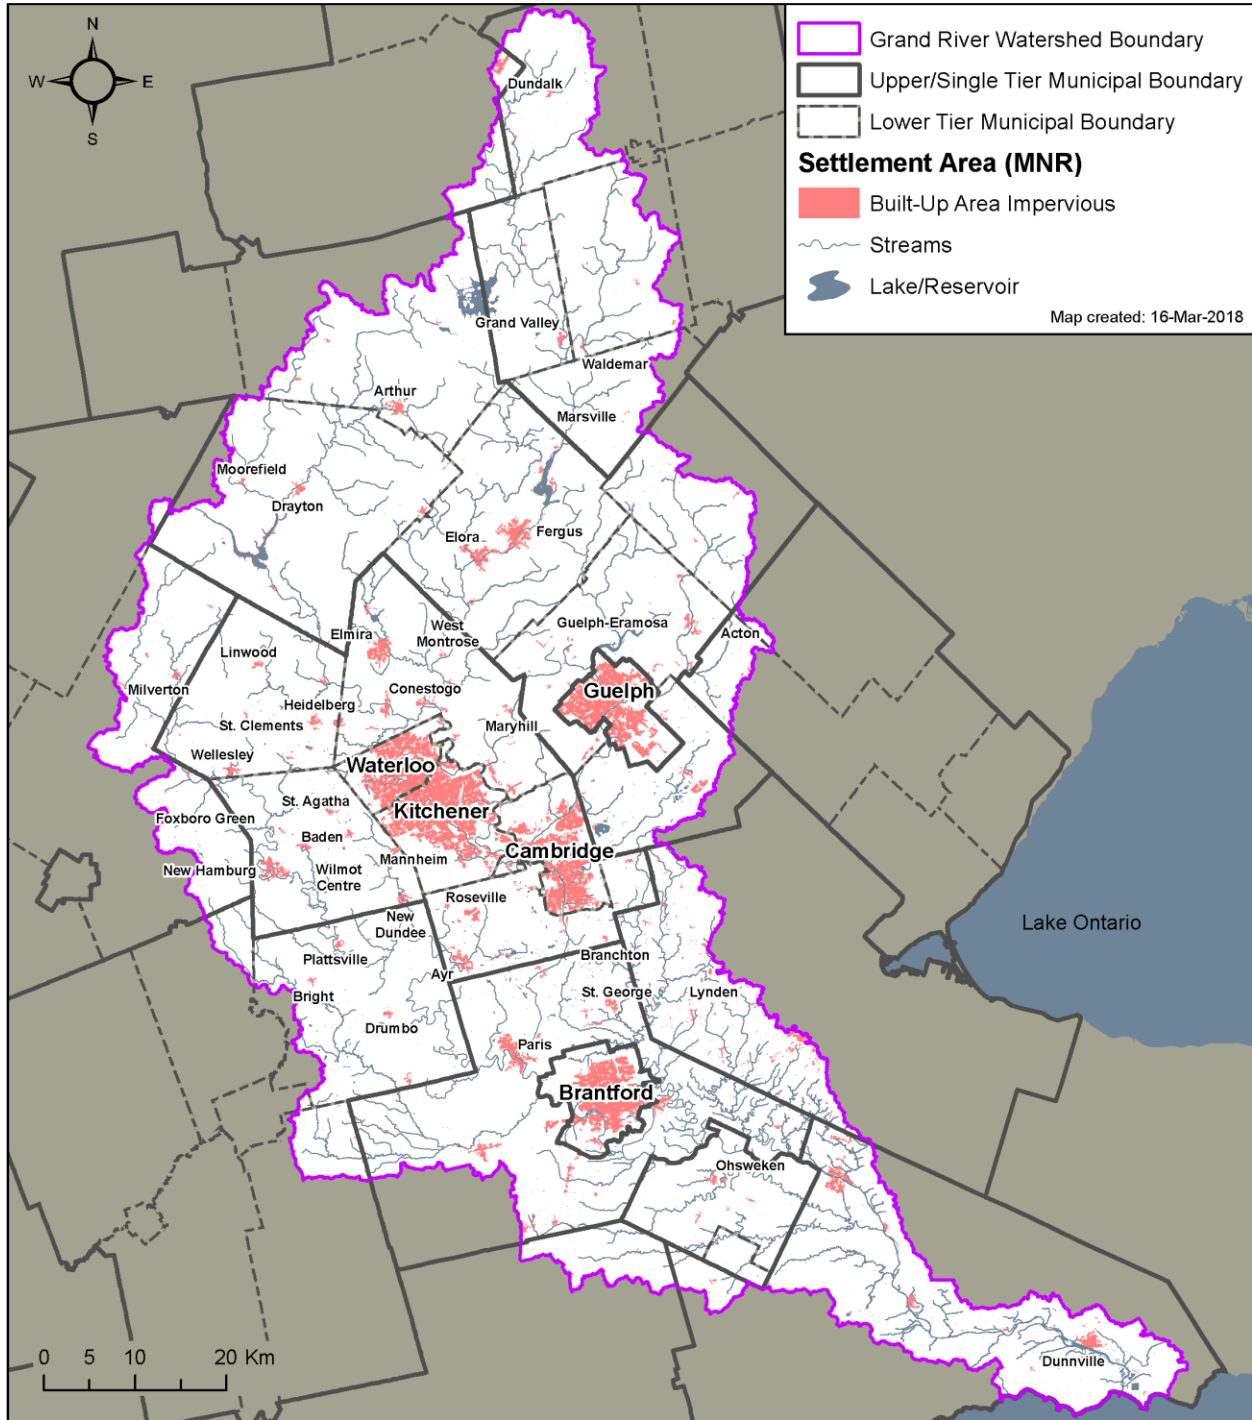 N
W
E
S
Grand River Watershed Boundary
Upper/Single Tier Municipal Boundary
Lower Tier Municipal Boundary
Settlement Area (MNR)
Built-Up Area Impervious
Streams
Lake/Reservoir
Map created: 16-Mar-2018
Dundalk
Grand Valley
Waldemar
Arthur
Marsville
Moorefield
Drayton
Elora
Fergus
Guelph-Eramosa
Elmira
West
Montrose
Acton
Linwood
Milverton
Guelph
Conestogo
Heidelberg
St. Clements
Maryhill
Wellesley
Waterloo
St. Agatha
Kitchener
Foxboro Green
Baden
Cambridge
Mannheim
New Hamburg
Wilmot
Centre
Roseville
New
Dundee
Lake Ontario
Plattsville
Branchton
Ayr
St. George
Lynden
Bright
Drumbo
Paris
Brantford
Ohsweken
Dunnville
0 5 10 20 Km